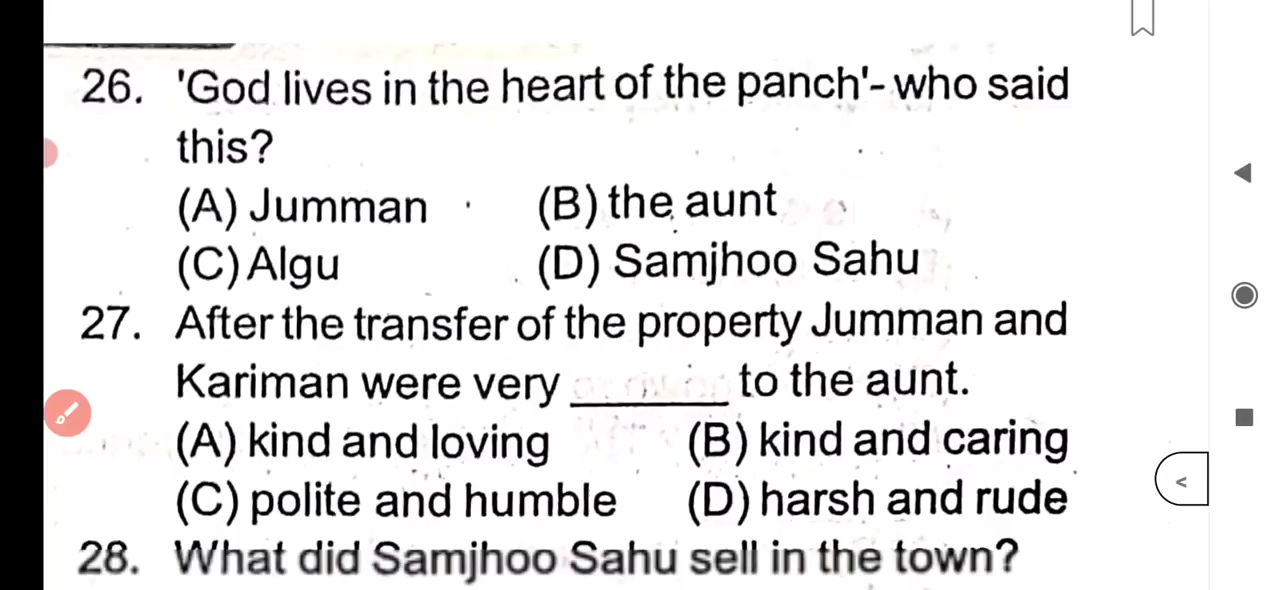 26. 'God lives in the heart of the panch'- who said
this?
(A) Jumman (B) the aunt
(C) Algu (D) Samjhoo Sahu
27. After the transfer of the property Jumman and
Kariman were very ______ to the aunt.
(A) kind and loving (B) kind and caring
(C) polite and humble (D) harsh and rude
28. What did Samjhoo Sahu sell in the town?
<